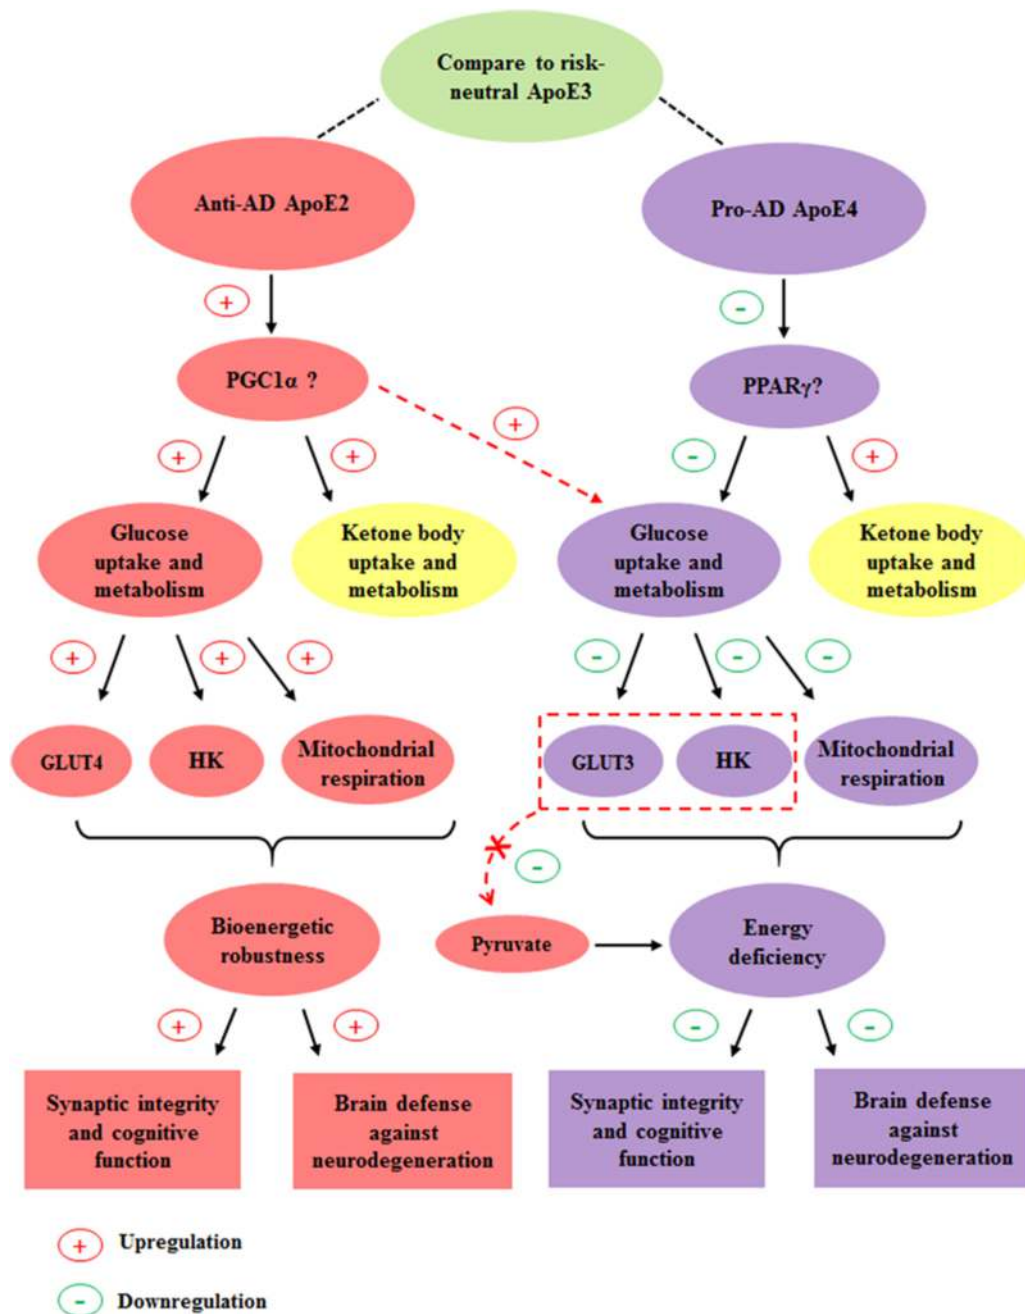 Compare to risk-
neutral ApoE3
Anti-AD ApoE2
Pro-AD ApoE4
+
-
PGC1α ?
PPARγ?
+
+
+
-
+
Glucose
uptake and
metabolism
Ketone body
uptake and
metabolism
Glucose
uptake and
metabolism
Ketone body
uptake and
metabolism
+
+
+
-
-
-
GLUT4
HK
Mitochondrial
respiration
GLUT3
HK
Mitochondrial
respiration
-
Bioenergetic
robustness
Pyruvate
Energy
deficiency
+
+
-
-
Synaptic integrity
and cognitive
function
Brain defense
against
neurodegeneration
Synaptic integrity
and cognitive
function
Brain defense
against
neurodegeneration
+ Upregulation
- Downregulation